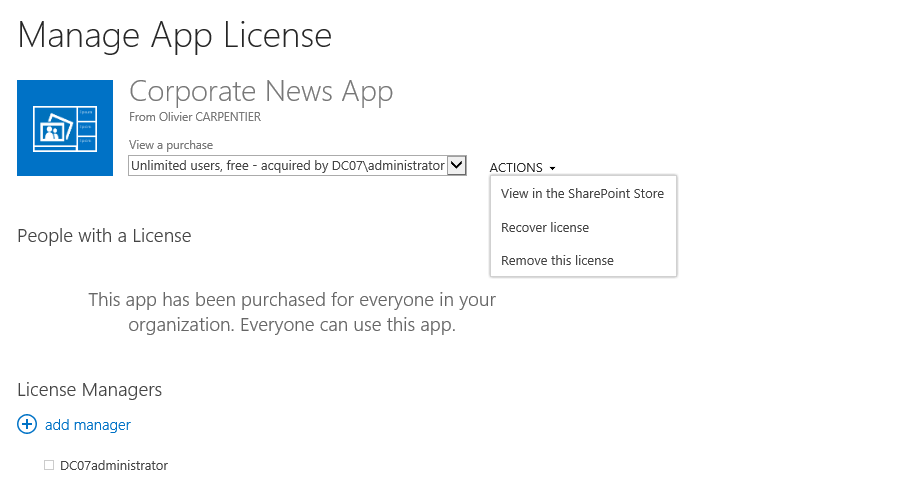 Manage App License
Corporate News App
From Olivier CARPENTIER
View a purchase
Unlimited users, free - acquired by DC07\administrator
ACTIONS
View in the SharePoint Store
Recover license
Remove this license
People with a License
This app has been purchased for everyone in your
organization. Everyone can use this app.
License Managers
add manager
DC07administrator